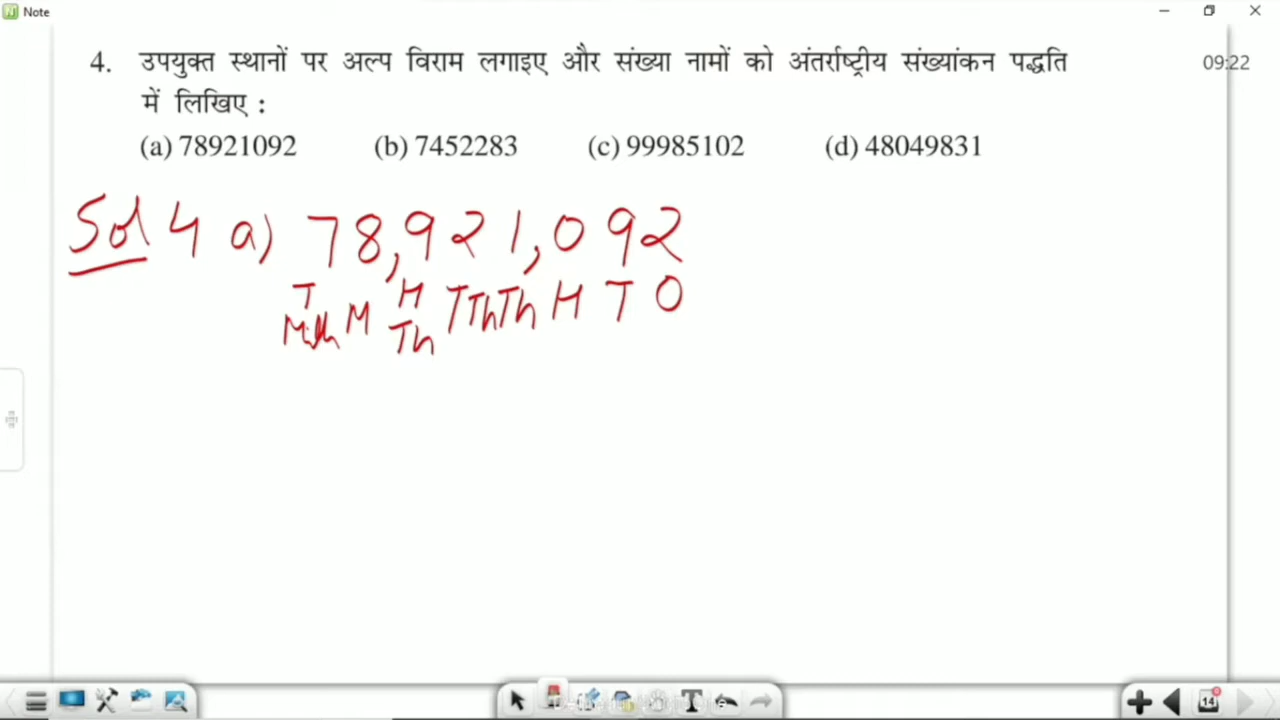 Note
4. उपयुक्त स्थानों पर अल्प विराम लगाइए और संख्या नामों को अंतर्राष्ट्रीय संख्यांकन पद्धति
09:22
में लिखिए :
(a) 78921092 (b) 7452283 (c) 99985102 (d) 48049831
Sol 4 a) 78,921,092
T M H TTh Th H T O
Th
14